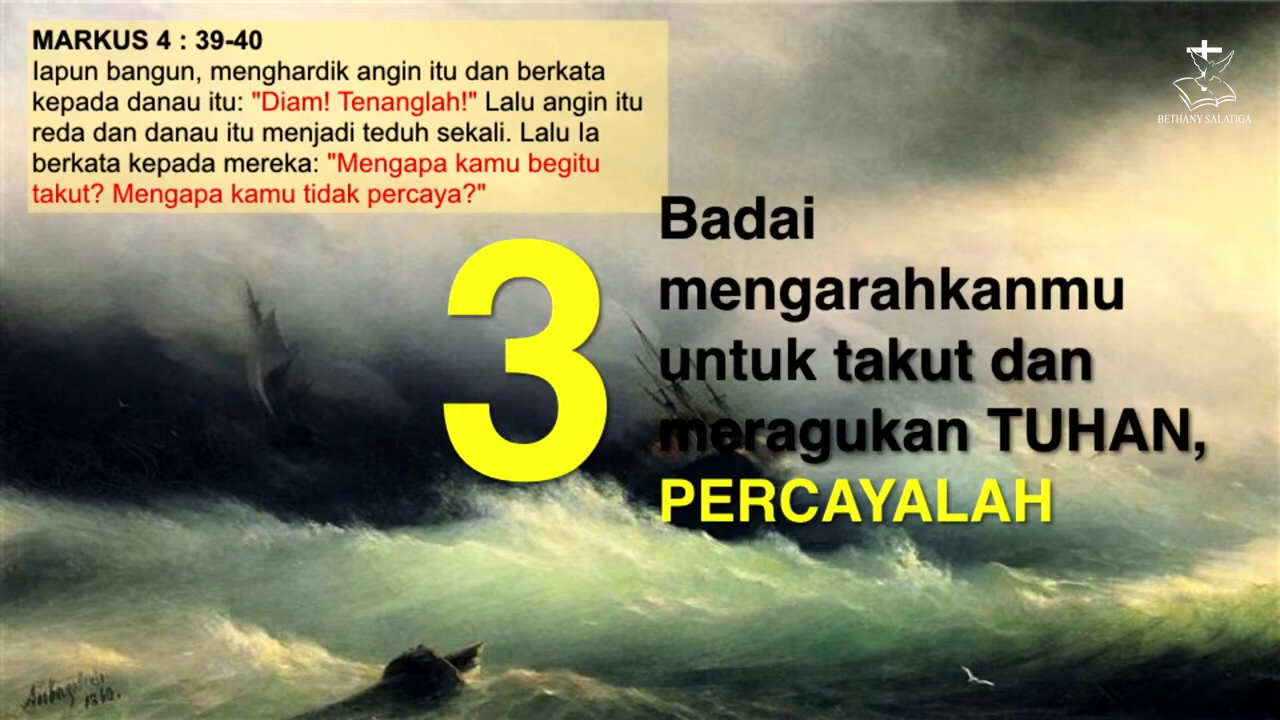 MARKUS 4 : 39-40
Iapun bangun, menghardik angin itu dan berkata
kepada danau itu: "Diam! Tenanglah!" Lalu angin itu
reda dan danau itu menjadi teduh sekali. Lalu Ia
berkata kepada mereka: "Mengapa kamu begitu
takut? Mengapa kamu tidak percaya?"
BETHANY SALATIGA
3
Badai
mengarahkanmu
untuk takut dan
meragukan TUHAN,
PERCAYALAH